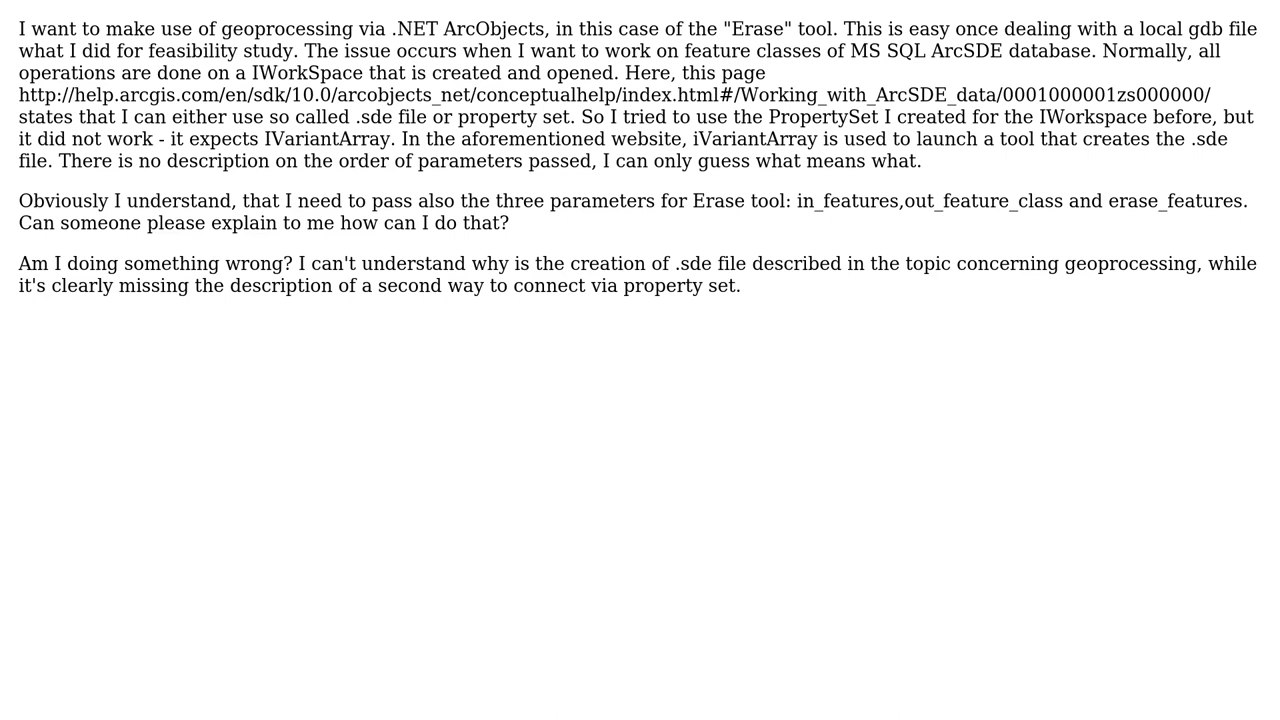 I want to make use of geoprocessing via .NET ArcObjects, in this case of the "Erase" tool. This is easy once dealing with a local gdb file
what I did for feasibility study. The issue occurs when I want to work on feature classes of MS SQL ArcSDE database. Normally, all
operations are done on a IWorkSpace that is created and opened. Here, this page
http://help.arcgis.com/en/sdk/10.0/arcobjects_net/conceptualhelp/index.html#/Working_with_ArcSDE_data/0001000001zs000000/
states that I can either use so called .sde file or property set. So I tried to use the PropertySet I created for the IWorkspace before, but
it did not work - it expects IVariantArray. In the aforementioned website, iVariantArray is used to launch a tool that creates the .sde
file. There is no description on the order of parameters passed, I can only guess what means what.
Obviously I understand, that I need to pass also the three parameters for Erase tool: in_features,out_feature_class and erase_features.
Can someone please explain to me how can I do that?
Am I doing something wrong? I can't understand why is the creation of .sde file described in the topic concerning geoprocessing, while
it's clearly missing the description of a second way to connect via property set.